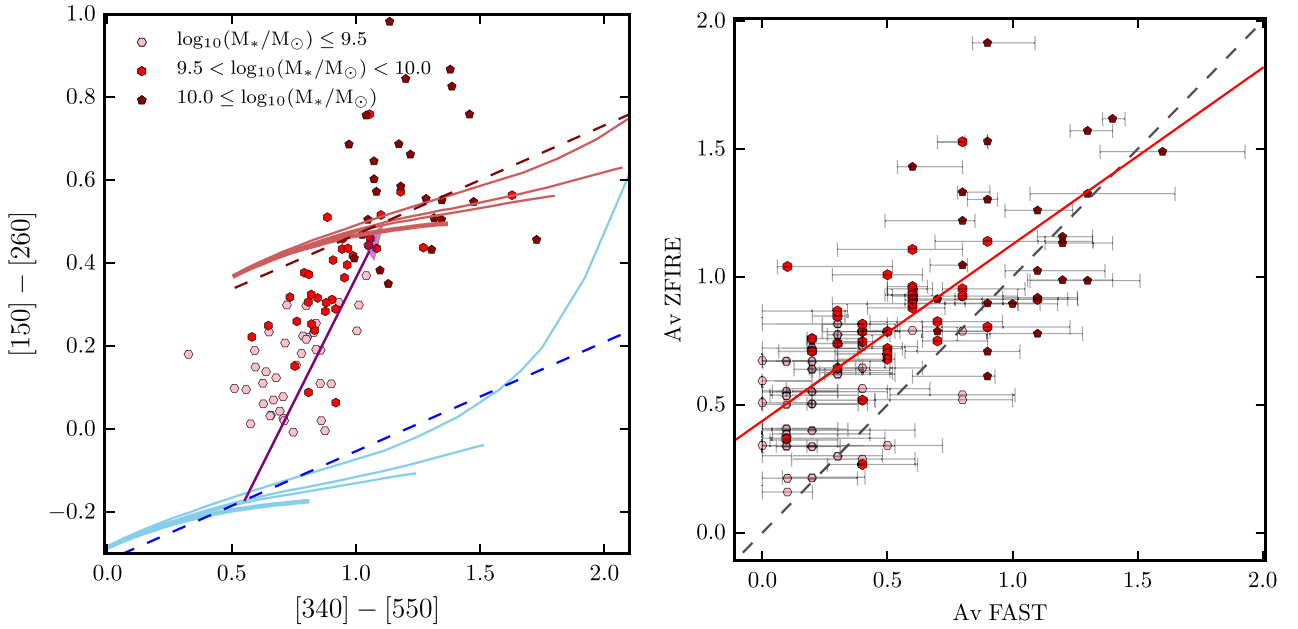 1.0
0.8
0.6
0.4
0.2
0.0
−0.2
[150] − [260]
log₁₀(M∗/M⊙) ≤ 9.5
9.5 < log₁₀(M∗/M⊙) < 10.0
10.0 ≤ log₁₀(M∗/M⊙)
0.0 0.5 1.0 1.5 2.0
[340] − [550]
2.0
1.5
1.0
0.5
0.0
Av ZFIRE
0.0 0.5 1.0 1.5 2.0
Av FAST